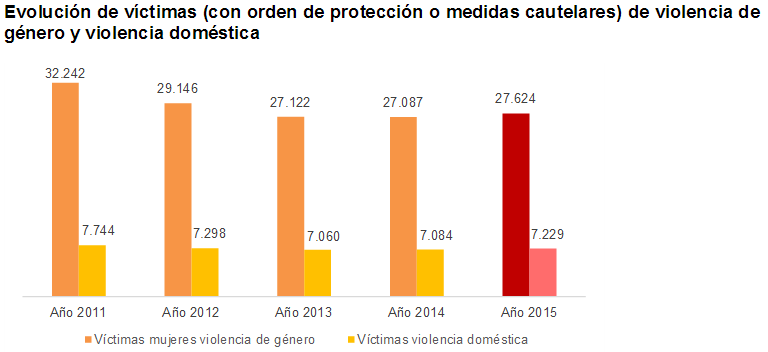 Evolución de víctimas (con orden de protección o medidas cautelares) de violencia de
género y violencia doméstica
32.242
29.146
27.122
27.087
27.624
7.744
7.298
7.060
7.084
7.229
Año 2011
Año 2012
Año 2013
Año 2014
Año 2015
Víctimas mujeres violencia de género
Víctimas violencia doméstica